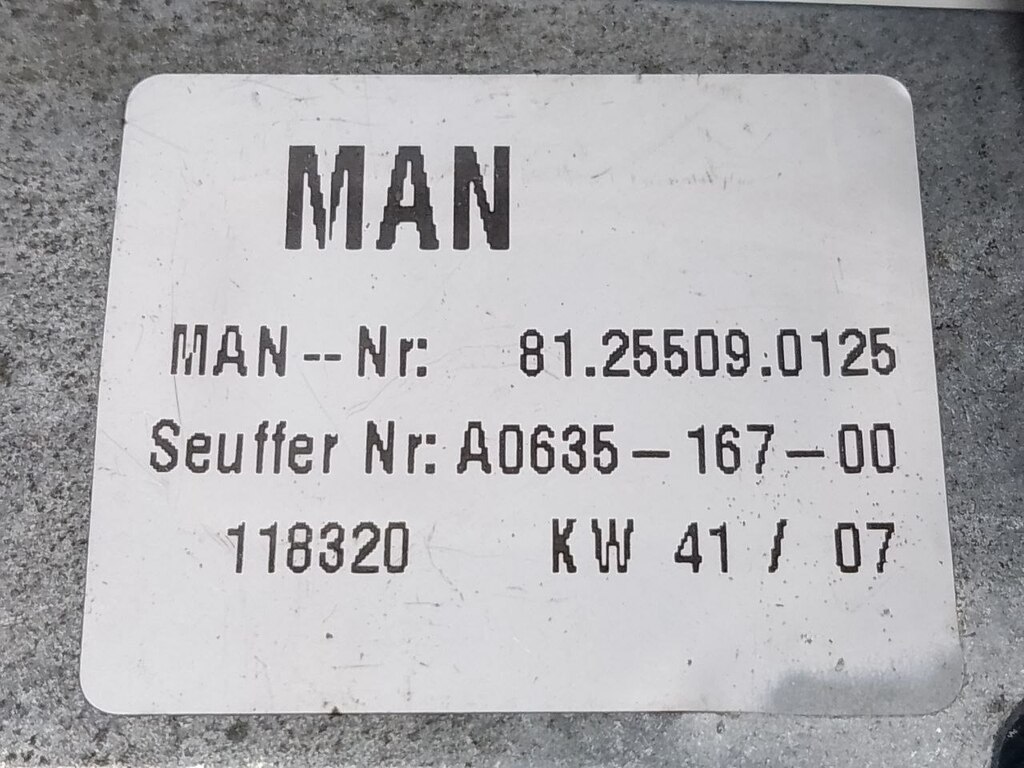 MAN
MAN--Nr: 81.25509.0125
Seuffer Nr: A0635-167-00
118320 KW 41 / 07